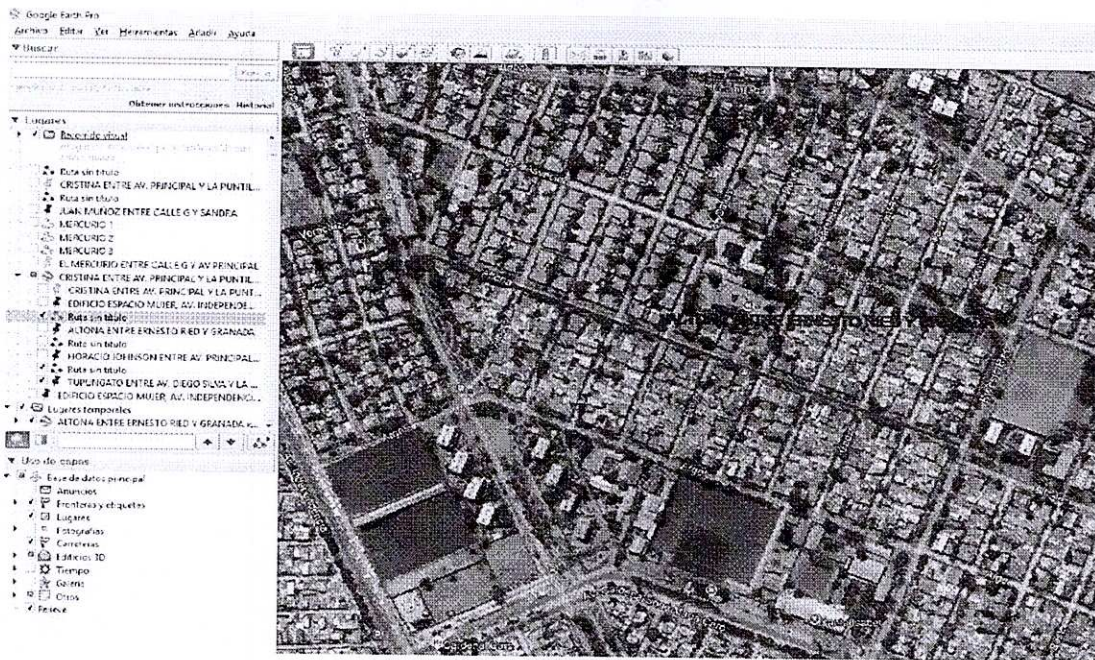 Google Earth Pro
Archivo Editar Ver Herramientas Añadir Ayuda
Buscar
Obtener instrucciones Historial
Lugares
Recorrido visual
Ruta sin título
CRISTINA ENTRE AV. PRINCIPAL Y LA PUNTIL...
Ruta sin título
JUAN MUÑOZ ENTRE CALLE G Y SANDRA
MERCURIO 1
MERCURIO 2
MERCURIO 3
EL MERCURIO ENTRE CALLE G Y AV PRINCIPAL
CRISTINA ENTRE AV. PRINCIPAL Y LA PUNTIL...
CRISTINA ENTRE AV. PRINCIPAL Y LA PUNT...
EDIFICIO ESPACIO MUJER, AV. INDEPENDE...
Ruta sin título
ALTONA ENTRE ERNESTO RIED Y GRANADA
Ruta sin título
HORACIO JOHNSON ENTRE AV. PRINCIPAL...
Ruta sin título
TUPUNGATO ENTRE AV. DIEGO SILVA Y LA ...
EDIFICIO ESPACIO MUJER, AV. INDEPENDENCI...
Lugares temporales
ALTONA ENTRE ERNESTO RIED Y GRANADA
Uso de capas
Base de datos principal
Anuncios
Fronteras y etiquetas
Lugares
Fotografías
Carreteras
Edificios 3D
Tiempo
Galería
Otros
Relieve
Cardenal Caro